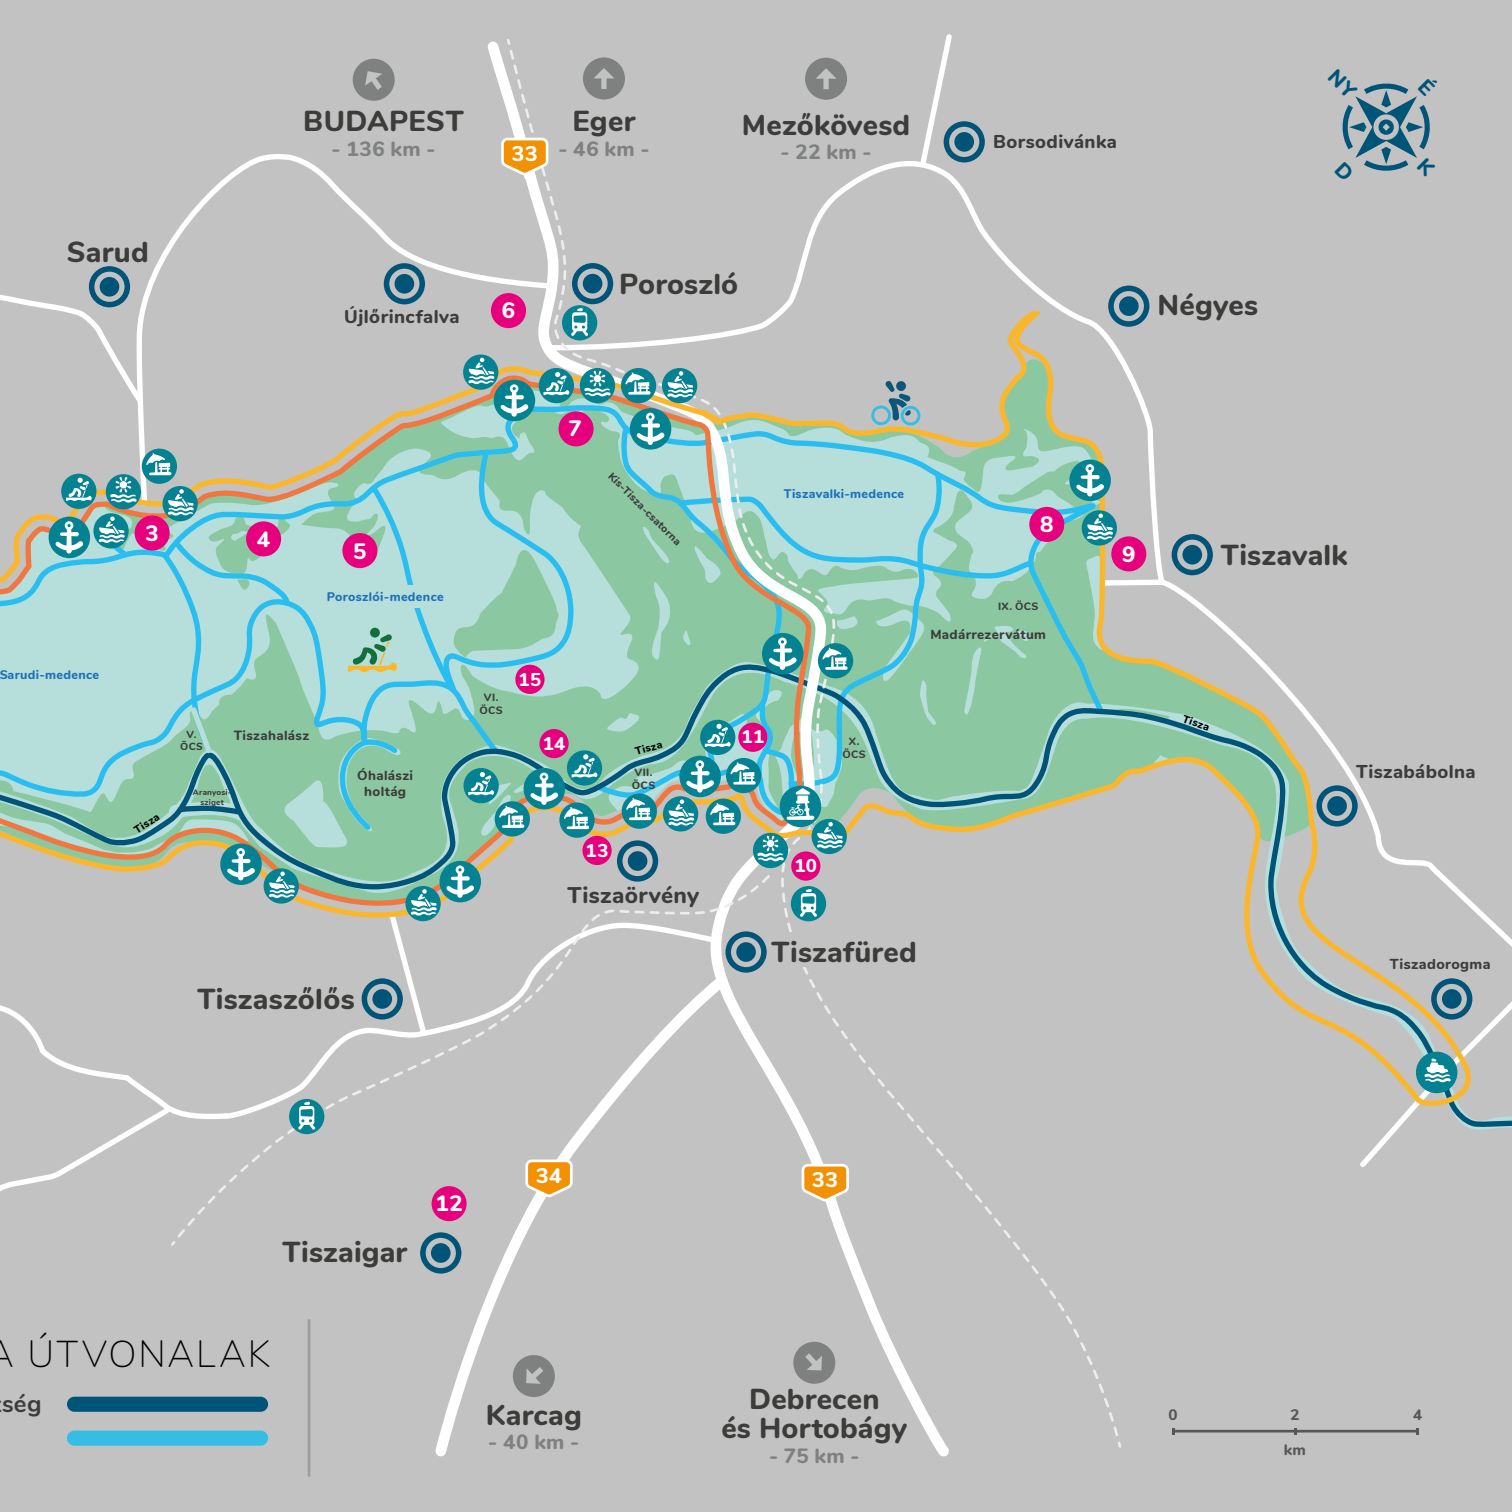 BUDAPEST
- 136 km -
Eger
- 46 km -
Mezőkövesd
- 22 km -
33
Borsodivánka
NY
É
D
K
Sarud
Újlőrincfalva
6
Poroszló
Négyes
7
Kis-Tisza-csatorna
Tiszavalki-medence
3
4
5
8
9
Tiszavalk
Poroszlói-medence
IX. ÖCS
Madárrezervátum
Sarudi-medence
15
VI.
ÖCS
V.
ÖCS
Tiszahalász
14
Tisza
11
X.
ÖCS
Tisza
Óhalászi
holtág
VII.
ÖCS
Aranyosi-
sziget
Tisza
Tiszabábolna
13
10
Tiszaörvény
Tiszafüred
Tiszadorogma
Tiszaszőlős
34
33
12
Tiszaigar
A ÚTVONALAK
ség
Karcag
- 40 km -
Debrecen
és Hortobágy
- 75 km -
0 2 4
km